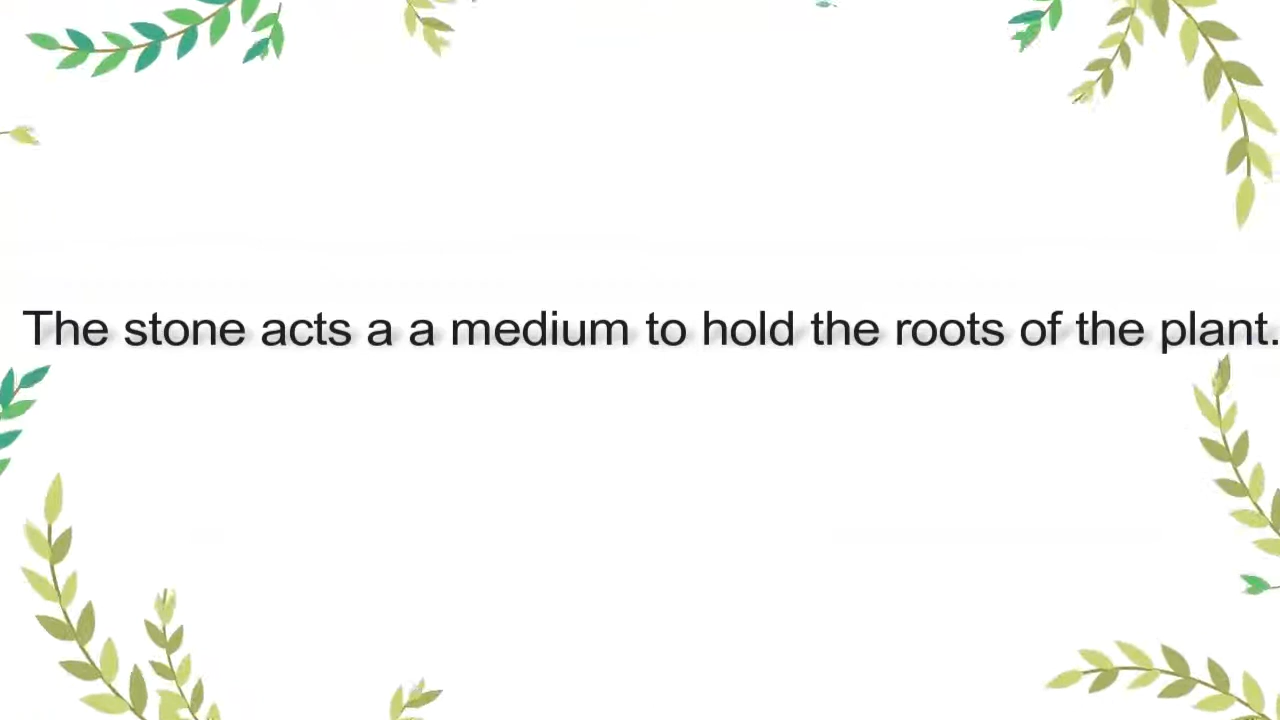 The stone acts a a medium to hold the roots of the plant.